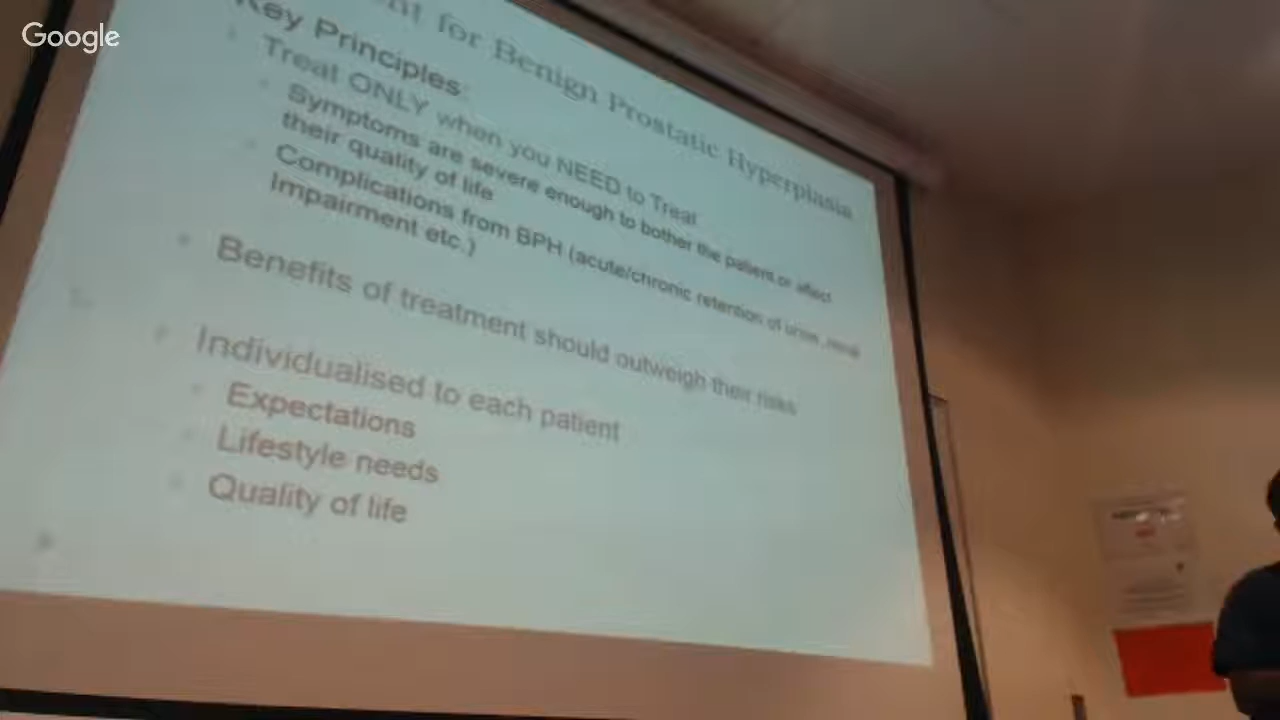 Google
nt for Benign Prostatic Hyperplasia
Key Principles:
Treat ONLY when you NEED to Treat
Symptoms are severe enough to bother the patient or affect
their quality of life
Complications from BPH (acute/chronic retention of urine ,renal
Impairment etc.)
Benefits of treatment should outweigh their risks
Individualised to each patient
Expectations
Lifestyle needs
Quality of life